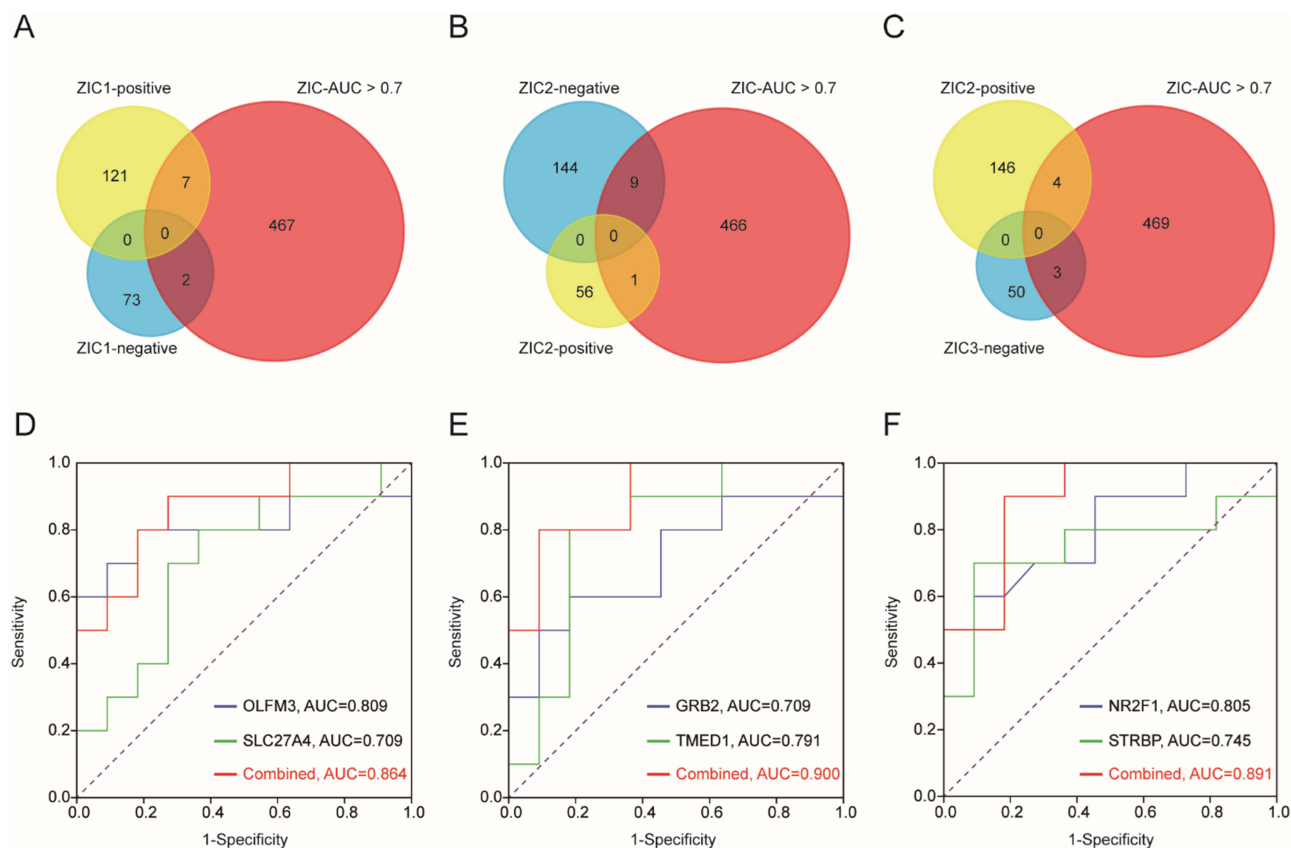 A
B
C
ZIC1-positive
ZIC-AUC > 0.7
121
7
467
0
0
73
2
ZIC1-negative
ZIC2-negative
ZIC-AUC > 0.7
144
9
466
0
0
56
1
ZIC2-positive
ZIC2-positive
ZIC-AUC > 0.7
146
4
469
0
0
50
3
ZIC3-negative
D
E
F
1.0
0.8
0.6
0.4
0.2
0.0
Sensitivity
OLFM3, AUC=0.809
SLC27A4, AUC=0.709
Combined, AUC=0.864
0.0
0.2
0.4
0.6
0.8
1.0
1-Specificity
1.0
0.8
0.6
0.4
0.2
0.0
Sensitivity
GRB2, AUC=0.709
TMED1, AUC=0.791
Combined, AUC=0.900
0.0
0.2
0.4
0.6
0.8
1.0
1-Specificity
1.0
0.8
0.6
0.4
0.2
0.0
Sensitivity
NR2F1, AUC=0.805
STRBP, AUC=0.745
Combined, AUC=0.891
0.0
0.2
0.4
0.6
0.8
1.0
1-Specificity